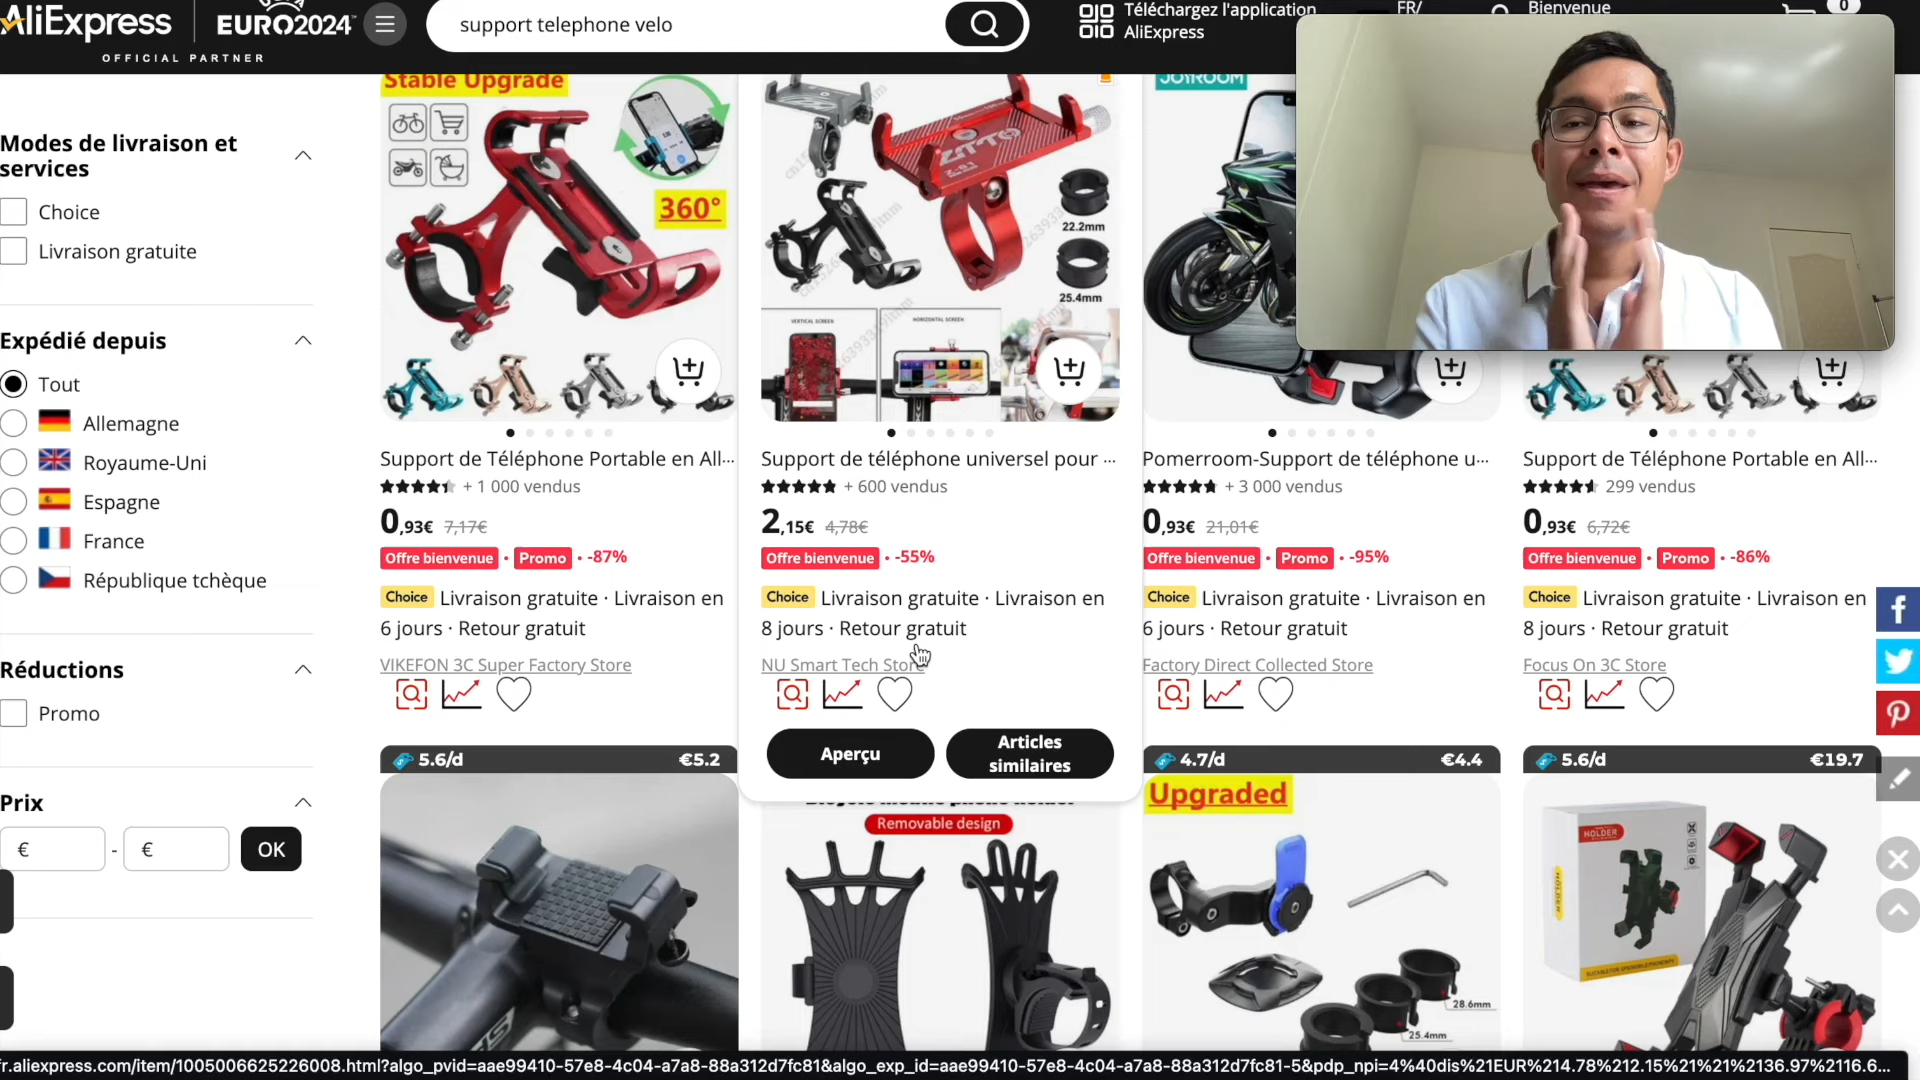 AliExpress
EURO2024™
OFFICIAL PARTNER
support telephone velo
Téléchargez l'application
AliExpress
FR/
Bienvenue
0
Modes de livraison et
services
Choice
Livraison gratuite
Expédié depuis
Tout
Allemagne
Royaume-Uni
Espagne
France
République tchèque
Réductions
Promo
Prix
€ - € OK
Stable Upgrade
360°
Support de Téléphone Portable en All...
+ 1 000 vendus
0,93€ 7,17€
Offre bienvenue · Promo · -87%
Choice Livraison gratuite · Livraison en
6 jours · Retour gratuit
VIKEFON 3C Super Factory Store
ZTTO
22.2mm
25.4mm
VERTICAL SCREEN
HORIZONTAL SCREEN
Support de téléphone universel pour ...
+ 600 vendus
2,15€ 4,78€
Offre bienvenue · -55%
Choice Livraison gratuite · Livraison en
8 jours · Retour gratuit
NU Smart Tech Store
Aperçu
Articles
similaires
JOYROOM
Pomerroom-Support de téléphone u...
+ 3 000 vendus
0,93€ 21,01€
Offre bienvenue · Promo · -95%
Choice Livraison gratuite · Livraison en
6 jours · Retour gratuit
Factory Direct Collected Store
Support de Téléphone Portable en All...
299 vendus
0,93€ 6,72€
Offre bienvenue · Promo · -86%
Choice Livraison gratuite · Livraison en
8 jours · Retour gratuit
Focus On 3C Store
5.6/d €5.2
Removable design
4.7/d €4.4
Upgraded
28.6mm
25.4mm
5.6/d €19.7
HOLDER
HOLDER
fr.aliexpress.com/item/1005006625226008.html?algo_pvid=aae99410-57e8-4c04-a7a8-88a312d7fc81&algo_exp_id=aae99410-57e8-4c04-a7a8-88a312d7fc81-5&pdp_npi=4%40dis%21EUR%214.78%212.15%21%21%2136.97%2116.6...